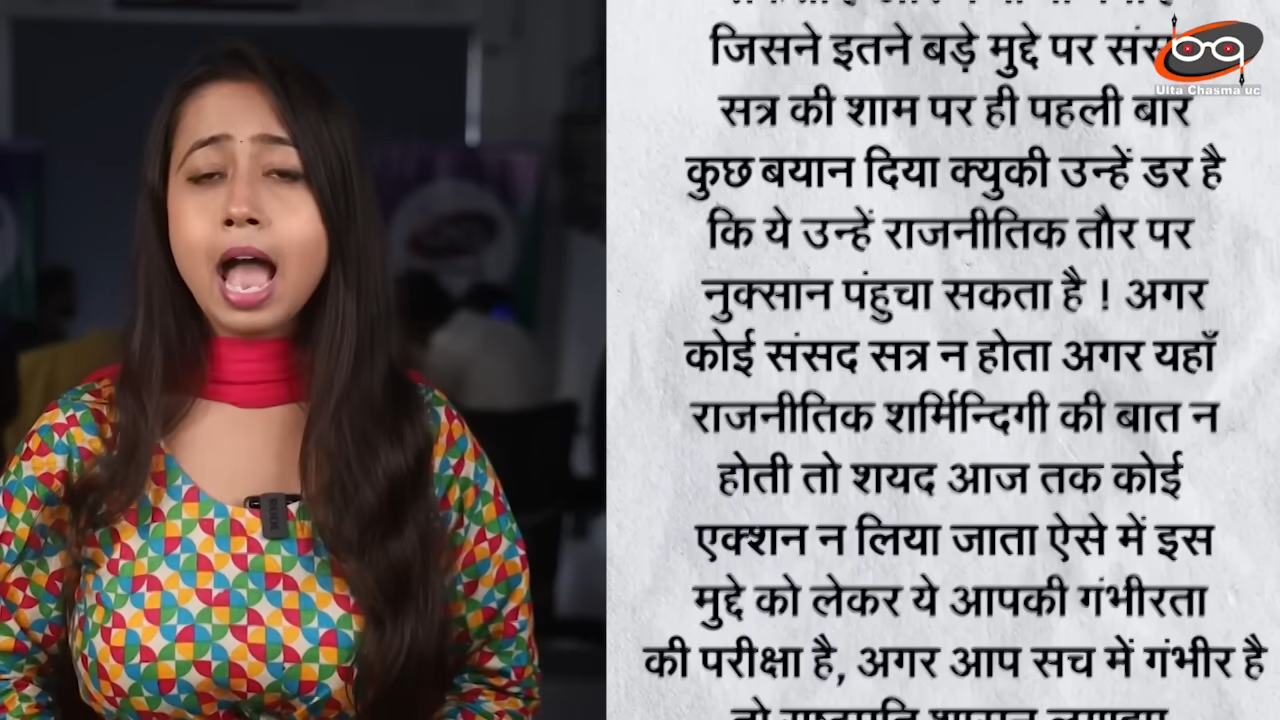 जिसने इतने बड़े मुद्दे पर
सत्र की शाम पर ही पहली बार
कुछ बयान दिया क्युकी उन्हें डर है
कि ये उन्हें राजनीतिक तौर पर
नुक्सान पंहुचा सकता है ! अगर
कोई संसद सत्र न होता अगर यहाँ
राजनीतिक शर्मिन्दिगी की बात न
होती तो शयद आज तक कोई
एक्शन न लिया जाता ऐसे में इस
मुद्दे को लेकर ये आपकी गंभीरता
की परीक्षा है, अगर आप सच में गंभीर है
Ulta Chasma uc